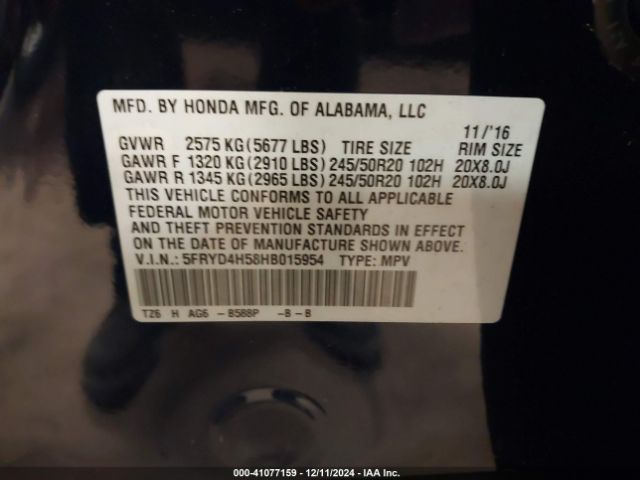 MFD. BY HONDA MFG. OF ALABAMA, LLC
11/'16
GVWR 2575 KG(5677 LBS) TIRE SIZE RIM SIZE
GAWR F 1320 KG(2910 LBS)245/50R20 102H 20X8.0J
GAWR R 1345 KG(2965 LBS)245/50R20 102H 20X8.0J
THIS VEHICLE CONFORMS TO ALL APPLICABLE
FEDERAL MOTOR VEHICLE SAFETY
AND THEFT PREVENTION STANDARDS IN EFFECT
ON THE DATE OF MANUFACTURE SHOWN ABOVE.
V.I.N.: 5FRYD4H58HB015954 TYPE: MPV
TZ6 H AG6 - B588P -B - B
000-41077159 - 12/11/2024 - IAA Inc.